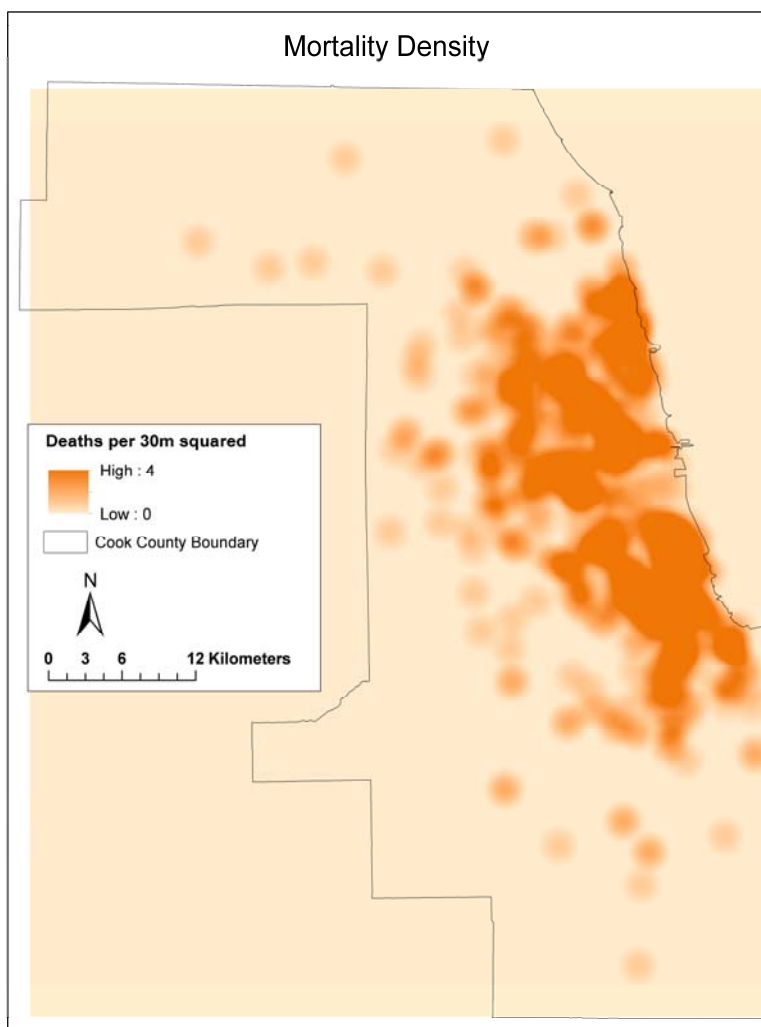 Mortality Density
Deaths per 30m squared
High : 4
Low : 0
Cook County Boundary
N
0 3 6 12 Kilometers